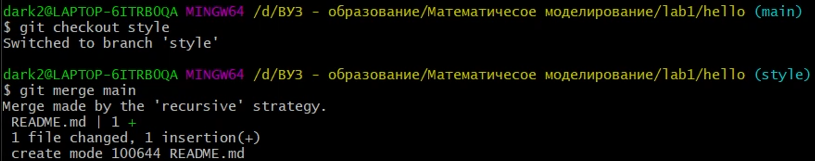 dark2@LAPTOP-6ITRB0QA MINGW64 /d/ВУЗ - образование/Математичесое моделирование/lab1/hello (main)
$ git checkout style
Switched to branch 'style'
dark2@LAPTOP-6ITRB0QA MINGW64 /d/ВУЗ - образование/Математичесое моделирование/lab1/hello (style)
$ git merge main
Merge made by the 'recursive' strategy.
README.md | 1 +
1 file changed, 1 insertion(+)
create mode 100644 README.md